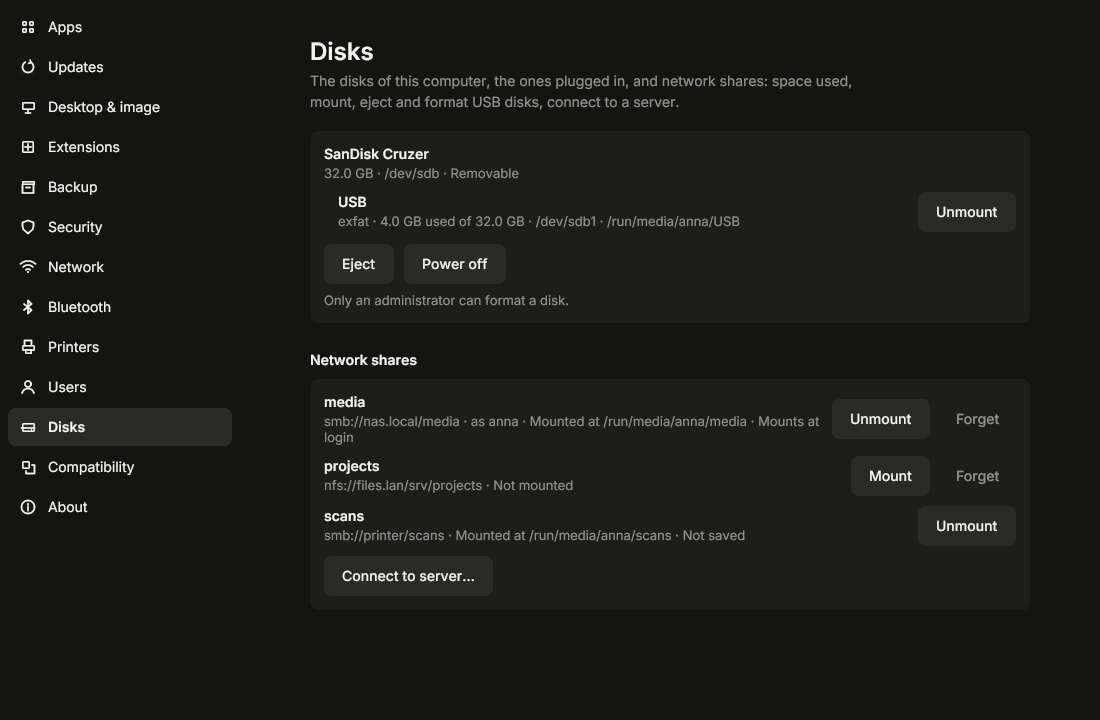 Apps
Updates
Desktop & image
Extensions
Backup
Security
Network
Bluetooth
Printers
Users
Disks
Compatibility
About
Disks
The disks of this computer, the ones plugged in, and network shares: space used,
mount, eject and format USB disks, connect to a server.
SanDisk Cruzer
32.0 GB · /dev/sdb · Removable
USB
exfat · 4.0 GB used of 32.0 GB · /dev/sdb1 · /run/media/anna/USB
Unmount
Eject
Power off
Only an administrator can format a disk.
Network shares
media
smb://nas.local/media · as anna · Mounted at /run/media/anna/media · Mounts at
login
Unmount
Forget
projects
nfs://files.lan/srv/projects · Not mounted
Mount
Forget
scans
smb://printer/scans · Mounted at /run/media/anna/scans · Not saved
Unmount
Connect to server...